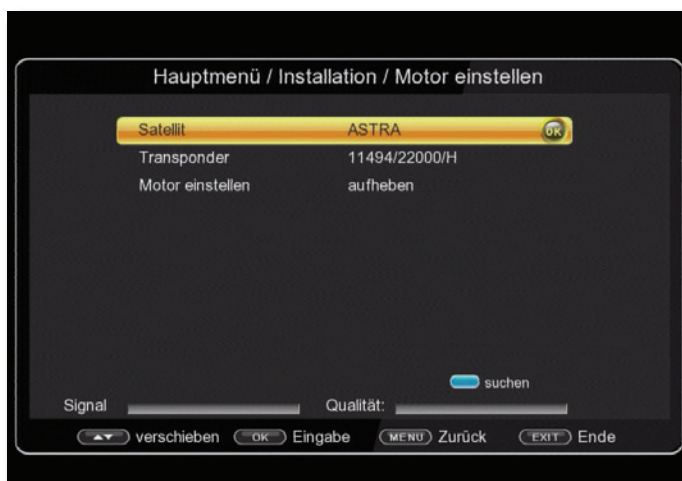 Hauptmenü / Installation / Motor einstellen
Satellit ASTRA OK
Transponder 11494/22000/H
Motor einstellen aufheben
suchen
Signal Qualität:
verschieben OK Eingabe MENU Zurück EXIT Ende